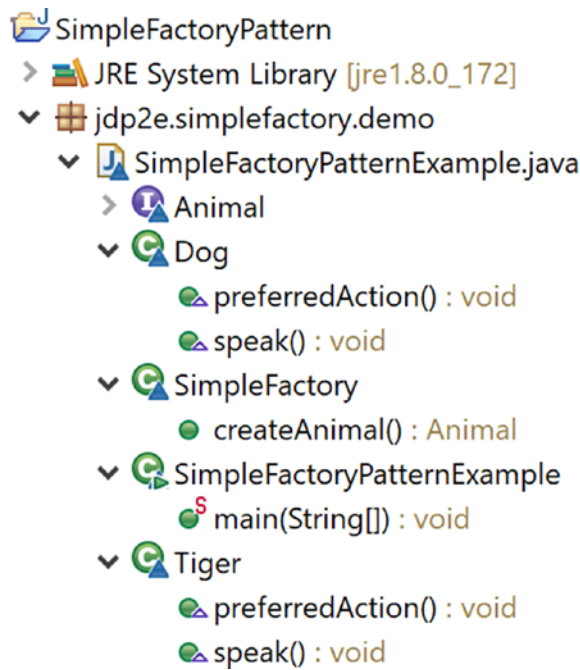 SimpleFactoryPattern
JRE System Library [jre1.8.0_172]
jdp2e.simplefactory.demo
SimpleFactoryPatternExample.java
Animal
Dog
preferredAction() : void
speak() : void
SimpleFactory
createAnimal() : Animal
SimpleFactoryPatternExample
main(String[]) : void
Tiger
preferredAction() : void
speak() : void